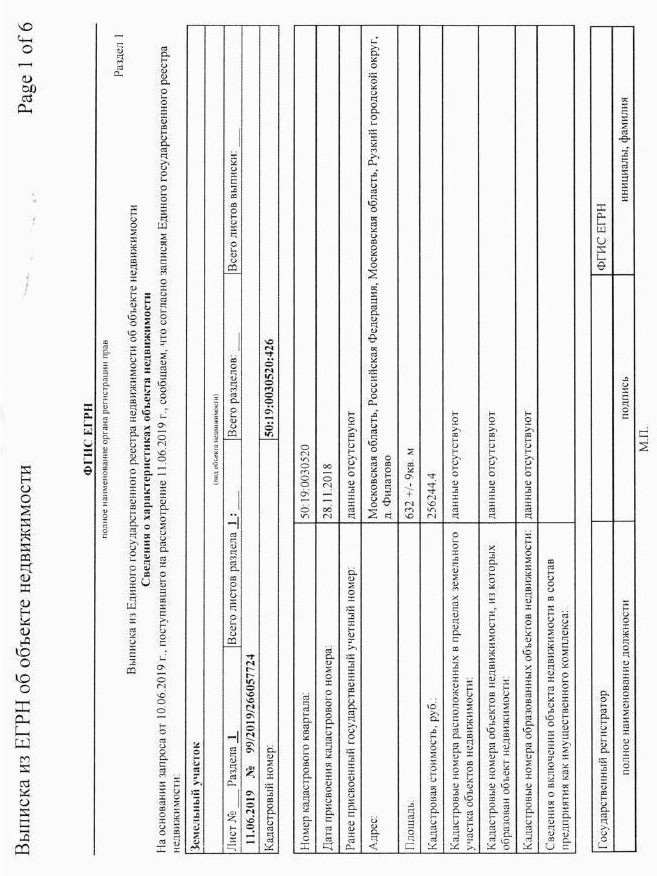 Выписка из ЕГРН об объекте недвижимости
Page 1 of 6
ФГИС ЕГРН
полное наименование органа регистрации прав
Раздел 1
Выписка из Единого государственного реестра недвижимости об объекте недвижимости
Сведения о характеристиках объекта недвижимости
На основании запроса от 10.06.2019 г., поступившего на рассмотрение 11.06.2019 г., сообщаем, что согласно записям Единого государственного реестра
недвижимости:
Земельный участок
(вид объекта недвижимости)
Лист № Раздела 1 Всего листов раздела 1: Всего разделов: Всего листов выписки:
11.06.2019 № 99/2019/266057724
Кадастровый номер: 50:19:0030520:426
Номер кадастрового квартала: 50:19:0030520
Дата присвоения кадастрового номера: 28.11.2018
Ранее присвоенный государственный учетный номер: данные отсутствуют
Адрес: Московская область, Российская Федерация, Московская область, Рузкий городской округ,
д. Филатово
Площадь: 632 +/- 9кв. м
Кадастровая стоимость, руб.: 256244.4
Кадастровые номера расположенных в пределах земельного
участка объектов недвижимости: данные отсутствуют
Кадастровые номера объектов недвижимости, из которых
образован объект недвижимости: данные отсутствуют
Кадастровые номера образованных объектов недвижимости: данные отсутствуют
Сведения о включении объекта недвижимости в состав
предприятия как имущественного комплекса:
Государственный регистратор ФГИС ЕГРН
полное наименование должности подпись инициалы, фамилия
М.П.